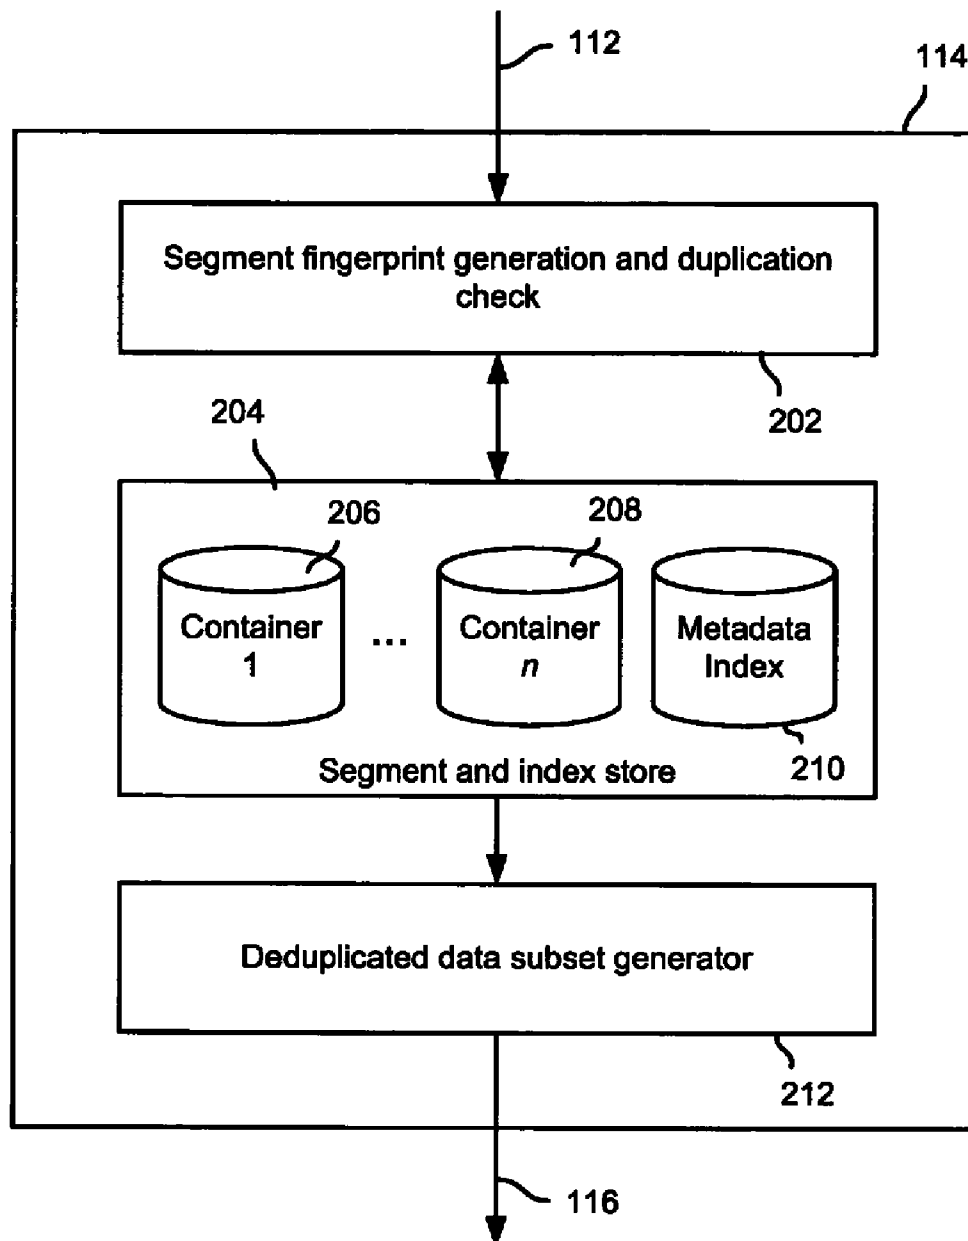 112
114
Segment fingerprint generation and duplication
check
202
204
206
208
Container
1
...
Container
n
Metadata
Index
210
Segment and index store
Deduplicated data subset generator
212
116